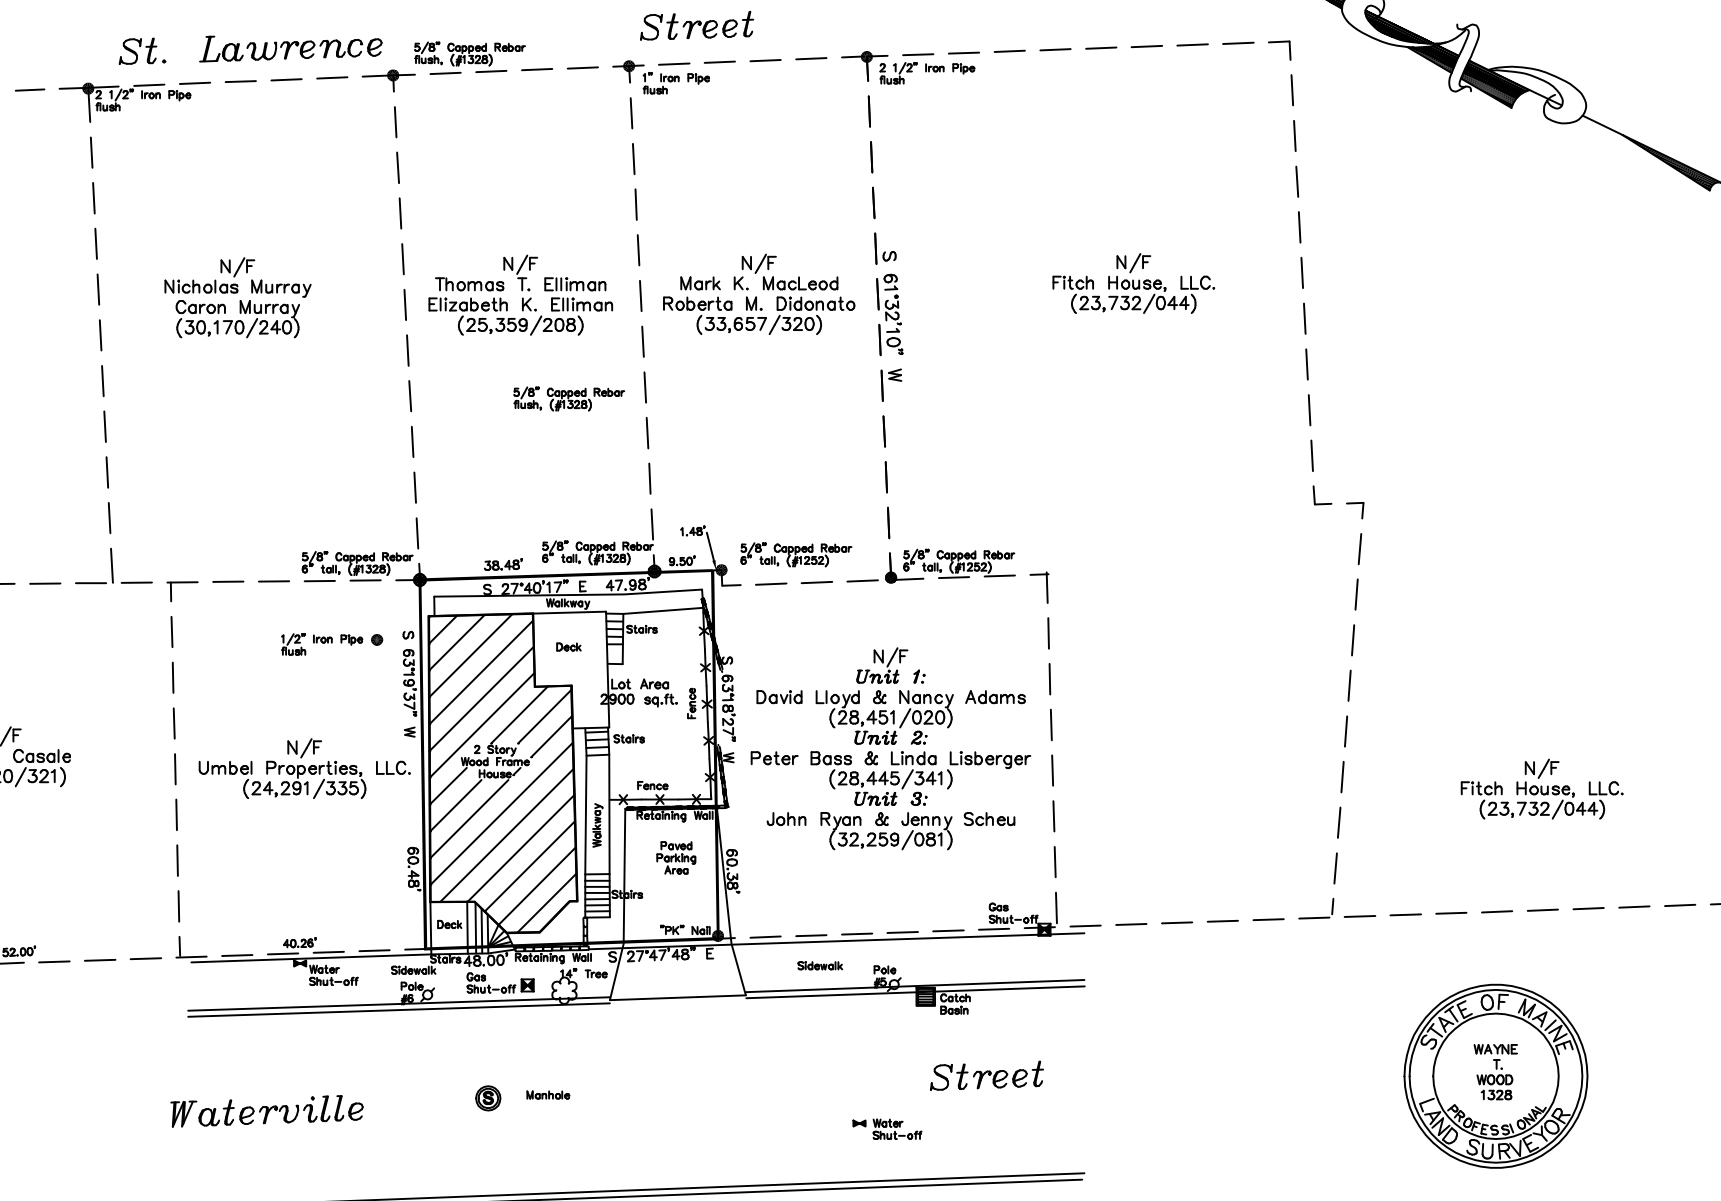 St. Lawrence Street
5/8" Capped Rebar
flush, (#1328)
2 1/2" Iron Pipe
flush
1" Iron Pipe
flush
2 1/2" Iron Pipe
flush
N/F
Nicholas Murray
Caron Murray
(30,170/240)
N/F
Thomas T. Elliman
Elizabeth K. Elliman
(25,359/208)
N/F
Mark K. MacLeod
Roberta M. Didonato
(33,657/320)
S 61°32'10" W
N/F
Fitch House, LLC.
(23,732/044)
5/8" Capped Rebar
flush, (#1328)
5/8" Capped Rebar
6" tall, (#1328)
38.48'
5/8" Capped Rebar
6" tall, (#1328)
9.50'
1.48'
5/8" Capped Rebar
6" tall, (#1252)
5/8" Capped Rebar
6" tall, (#1252)
S 27°40'17" E 47.98'
Walkway
1/2" Iron Pipe
flush
S 63°19'37" W
60.48'
Stairs
Deck
Lot Area
2900 sq.ft.
Fence
S 63°18'27" W
60.38'
Stairs
2 Story
Wood Frame
House
Walkway
Fence
Retaining Wall
Paved
Parking
Area
Stairs
Deck
"PK" Nail
/F
Casale
20/321)
N/F
Umbel Properties, LLC.
(24,291/335)
N/F
Unit 1:
David Lloyd & Nancy Adams
(28,451/020)
Unit 2:
Peter Bass & Linda Lisberger
(28,445/341)
Unit 3:
John Ryan & Jenny Scheu
(32,259/081)
N/F
Fitch House, LLC.
(23,732/044)
Gas
Shut-off
52.00'
40.26'
Stairs 48.00' Retaining Wall S 27°47'48" E
Water
Shut-off
Sidewalk
Pole
#6
Gas
Shut-off
14" Tree
Sidewalk
Pole
#5
Catch
Basin
Waterville Street
S
Manhole
Water
Shut-off
STATE OF MAINE
WAYNE
T.
WOOD
1328
PROFESSIONAL
LAND SURVEYOR